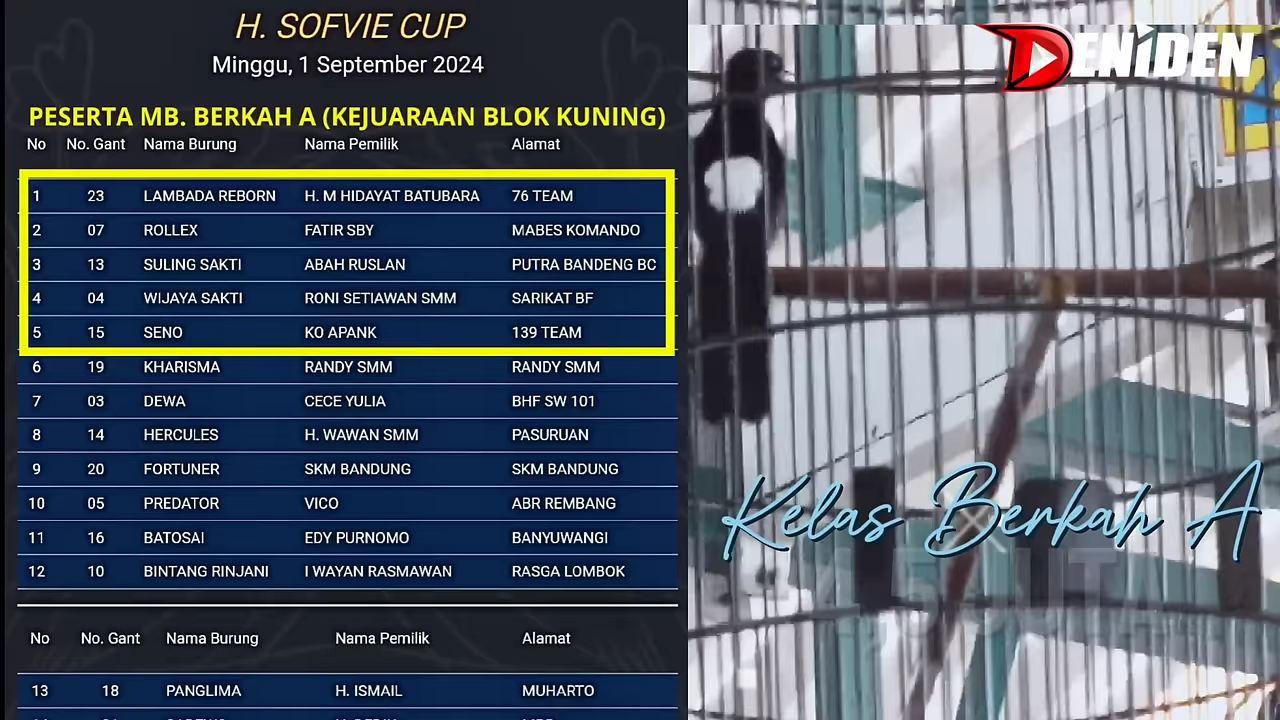 H. SOFVIE CUP
Minggu, 1 September 2024
PESERTA MB. BERKAH A (KEJUARAAN BLOK KUNING)
No No. Gant Nama Burung Nama Pemilik Alamat
1 23 LAMBADA REBORN H. M HIDAYAT BATUBARA 76 TEAM
2 07 ROLLEX FATIR SBY MABES KOMANDO
3 13 SULING SAKTI ABAH RUSLAN PUTRA BANDENG BC
4 04 WIJAYA SAKTI RONI SETIAWAN SMM SARIKAT BF
5 15 SENO KO APANK 139 TEAM
6 19 KHARISMA RANDY SMM RANDY SMM
7 03 DEWA CECE YULIA BHF SW 101
8 14 HERCULES H. WAWAN SMM PASURUAN
9 20 FORTUNER SKM BANDUNG SKM BANDUNG
10 05 PREDATOR VICO ABR REMBANG
11 16 BATOSAI EDY PURNOMO BANYUWANGI
12 10 BINTANG RINJANI I WAYAN RASMAWAN RASGA LOMBOK
No No. Gant Nama Burung Nama Pemilik Alamat
13 18 PANGLIMA H. ISMAIL MUHARTO
DENIDEN
Kelas Berkah A